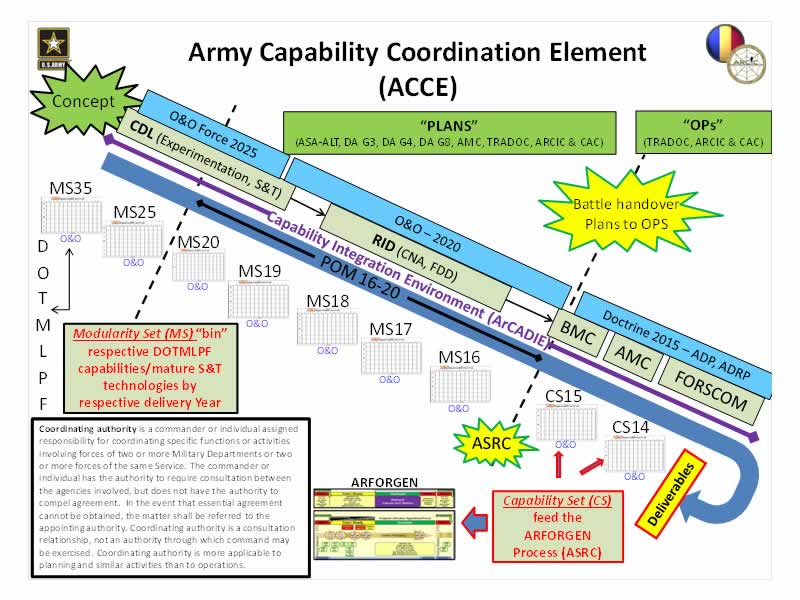 Army Capability Coordination Element
(ACCE)
U.S.ARMY
ARCIC
Concept
O&O Force 2025
CDL (Experimentation, S&T)
“PLANS”
(ASA-ALT, DA G3, DA G4, DA G8, AMC, TRADOC, ARCIC & CAC)
“OPs”
(TRADOC, ARCIC & CAC)
Battle handover
Plans to OPS
O&O – 2020
RID (CNA, FDD)
Capability Integration Environment (ArCADIE)
POM 16-20
BMC
AMC
FORSCOM
Doctrine 2015 – ADP, ADRP
MS35
O&O
MS25
O&O
MS20
O&O
MS19
O&O
MS18
O&O
MS17
O&O
MS16
O&O
CS15
O&O
CS14
O&O
D
O
T
M
L
P
F
Modularity Set (MS) “bin”
respective DOTMLPF
capabilities/mature S&T
technologies by
respective delivery Year
ASRC
Coordinating authority is a commander or individual assigned
responsibility for coordinating specific functions or activities
involving forces of two or more Military Departments or two
or more forces of the same Service. The commander or
individual has the authority to require consultation between
the agencies involved, but does not have the authority to
compel agreement. In the event that essential agreement
cannot be obtained, the matter shall be referred to the
appointing authority. Coordinating authority is a consultation
relationship, not an authority through which command may
be exercised. Coordinating authority is more applicable to
planning and similar activities than to operations.
ARFORGEN
Capability Set (CS)
feed the
ARFORGEN
Process (ASRC)
Deliverables